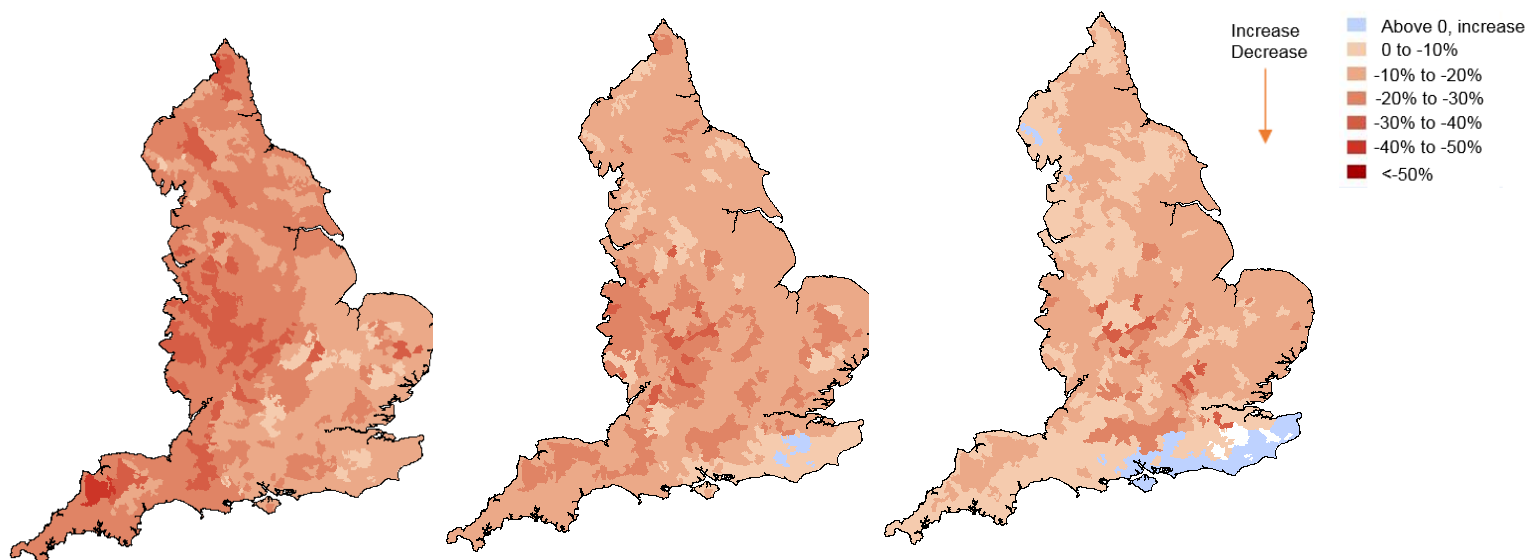 Increase
Decrease
Above 0, increase
0 to -10%
-10% to -20%
-20% to -30%
-30% to -40%
-40% to -50%
<-50%